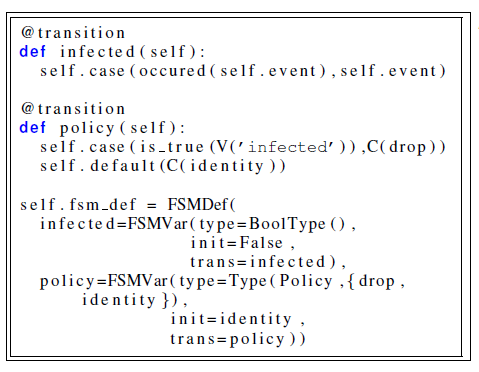 @transition
def infected(self):
self.case(occured(self.event),self.event)
@transition
def policy(self):
self.case(is_true(V('infected')),C(drop))
self.default(C(identity))
self.fsm_def = FSMDef(
infected=FSMVar(type=BoolType(),
init=False,
trans=infected),
policy=FSMVar(type=Type(Policy,{drop,
identity}),
init=identity,
trans=policy))